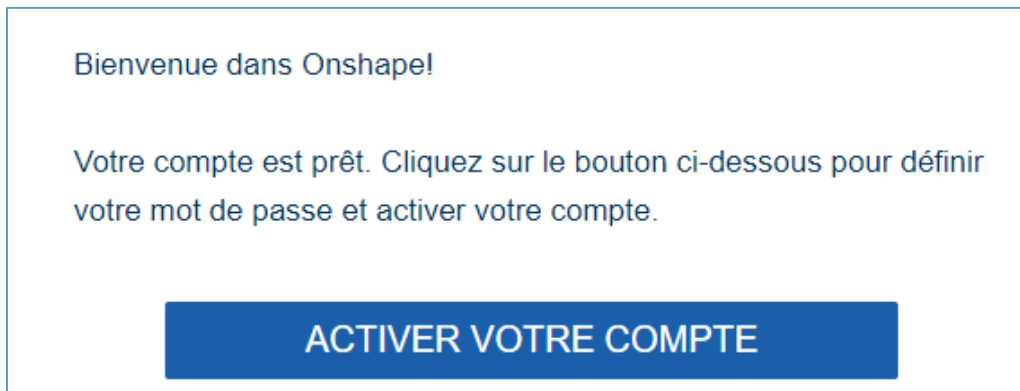 Bienvenue dans Onshape!
Votre compte est prêt. Cliquez sur le bouton ci-dessous pour définir
votre mot de passe et activer votre compte.
ACTIVER VOTRE COMPTE